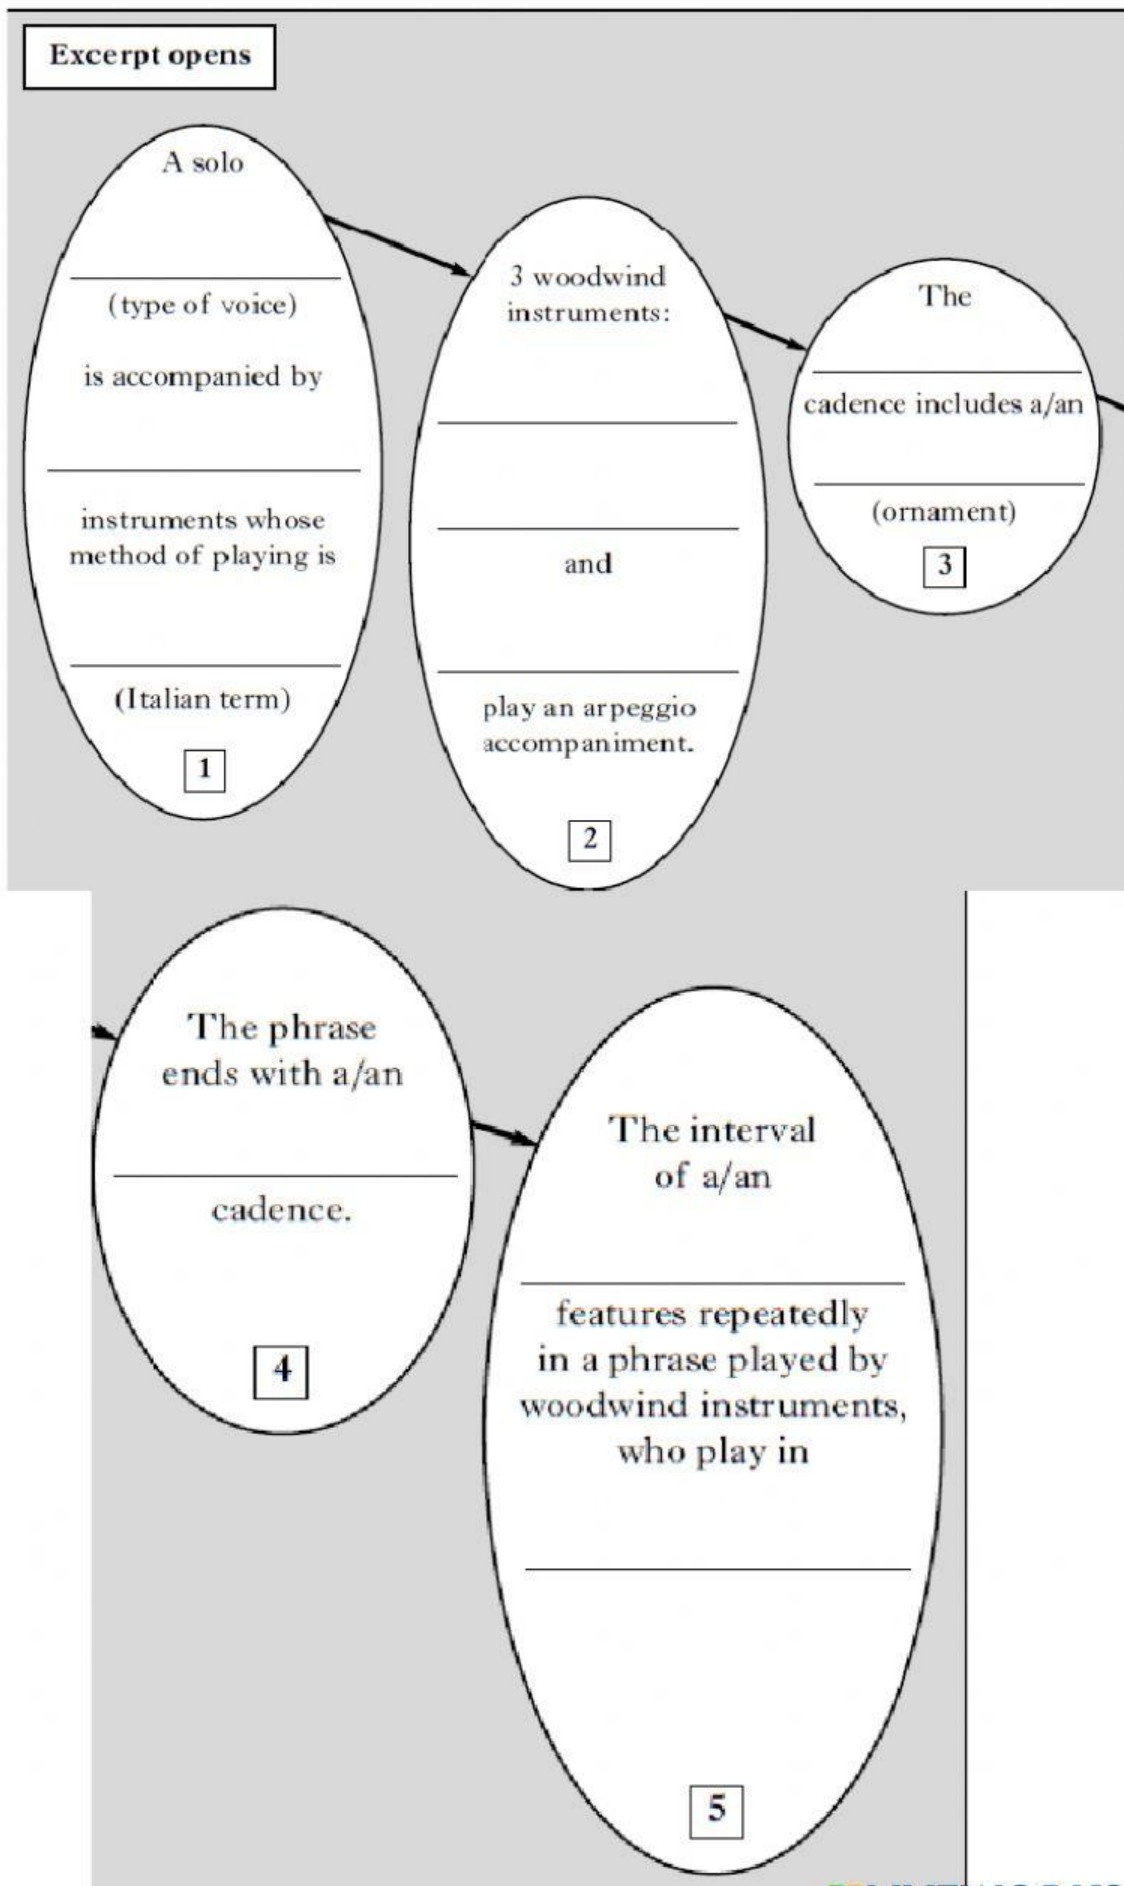 Excerpt opens
A solo
(type of voice)
is accompanied by
instruments whose
method of playing is
(Italian term)
1
3 woodwind
instruments:
and
play an arpeggio
accompaniment.
2
The
cadence includes a/an
(ornament)
3
The phrase
ends with a/an
cadence.
4
The interval
of a/an
features repeatedly
in a phrase played by
woodwind instruments,
who play in
5